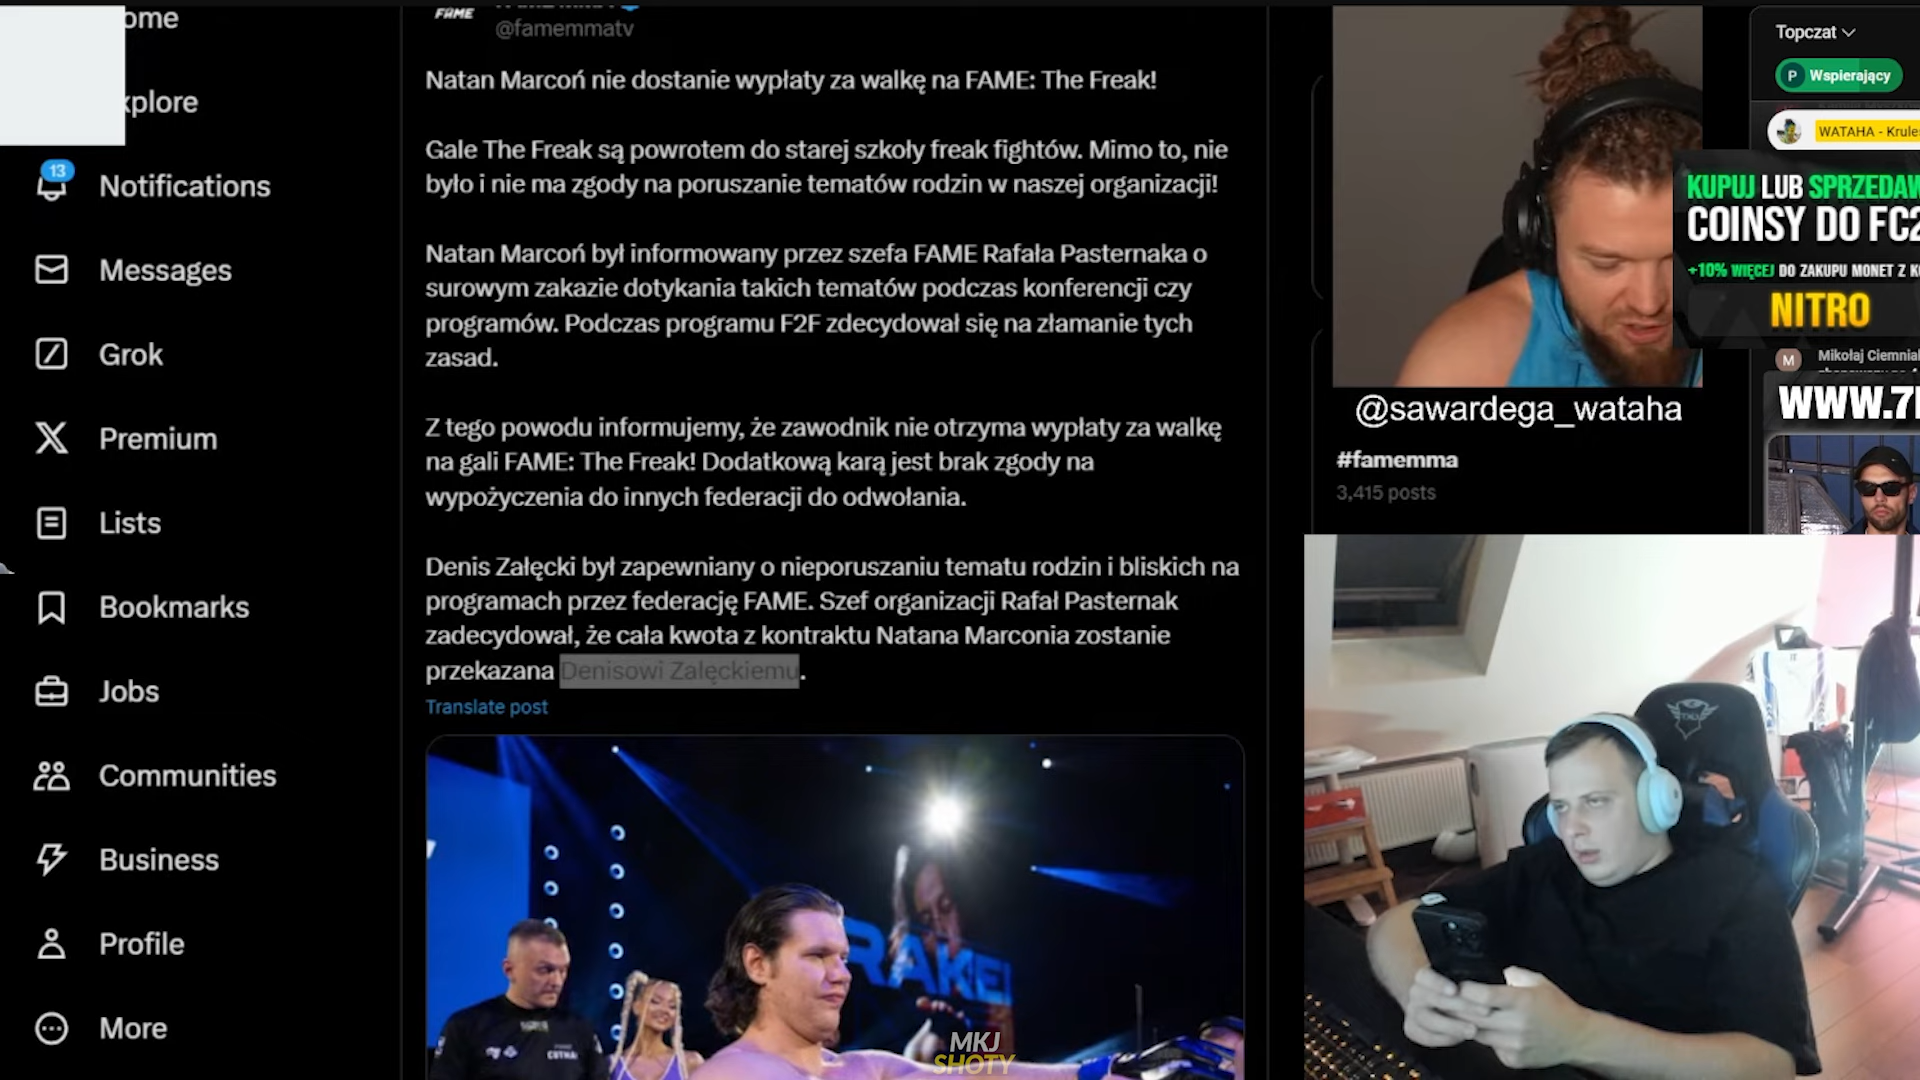 ome
xplore
13
Notifications
Messages
Grok
Premium
Lists
Bookmarks
Jobs
Communities
Business
Profile
More
FAME
@famemmatv
Natan Marcoń nie dostanie wypłaty za walkę na FAME: The Freak!
Gale The Freak są powrotem do starej szkoły freak fightów. Mimo to, nie
było i nie ma zgody na poruszanie tematów rodzin w naszej organizacji!
Natan Marcoń był informowany przez szefa FAME Rafała Pasternaka o
surowym zakazie dotykania takich tematów podczas konferencji czy
programów. Podczas programu F2F zdecydował się na złamanie tych
zasad.
Z tego powodu informujemy, że zawodnik nie otrzyma wypłaty za walkę
na gali FAME: The Freak! Dodatkową karą jest brak zgody na
wypożyczenia do innych federacji do odwołania.
Denis Załęcki był zapewniany o nieporuszaniu tematu rodzin i bliskich na
programach przez federację FAME. Szef organizacji Rafał Pasternak
zadecydował, że cała kwota z kontraktu Natana Marconia zostanie
przekazana Denisowi Załęckiemu.
Translate post
RAKE
MKJ
SHOTY
@sawardega_wataha
#famemma
3,415 posts
Topczat
P Wspierający
WATAHA - Krule
KUPUJ LUB SPRZEDAW
COINSY DO FC2
+10% WIĘCEJ DO ZAKUPU MONET Z K
NITRO
M Mikołaj Ciemnia
WWW.7